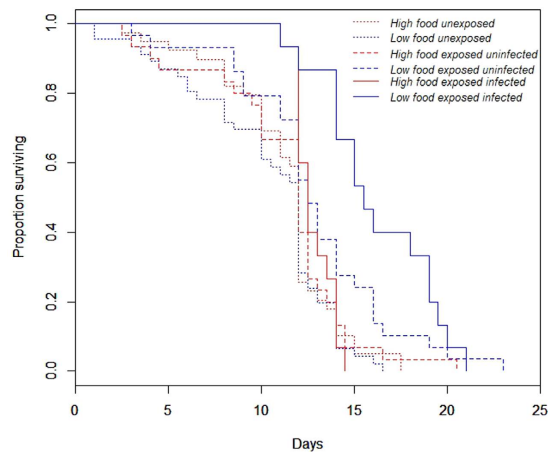 High food unexposed
Low food unexposed
High food exposed uninfected
Low food exposed uninfected
High food exposed infected
Low food exposed infected
Proportion surviving
1.0
0.8
0.6
0.4
0.2
0.0
0 5 10 15 20 25
Days